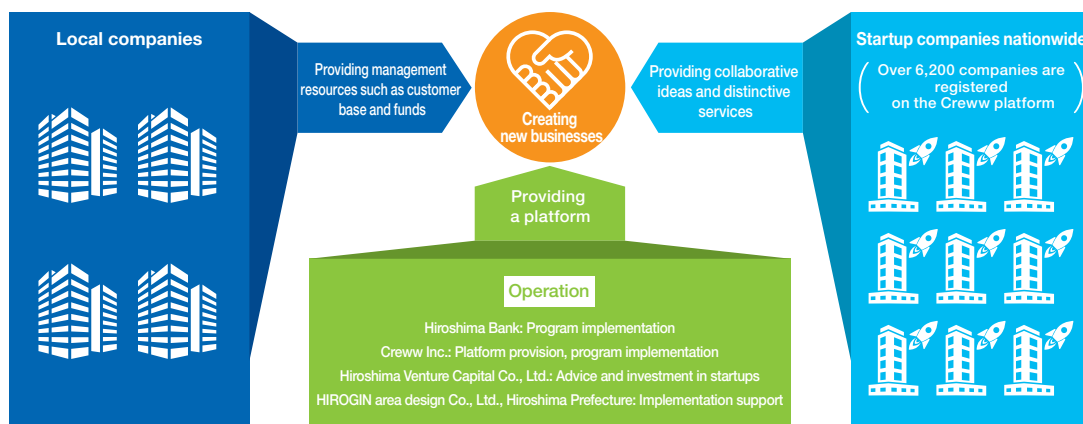 Local companies
Providing management
resources such as customer
base and funds
BUIT
Creating
new businesses
Providing collaborative
ideas and distinctive
services
Startup companies nationwide
(Over 6,200 companies are
registered
on the Creww platform)
Providing
a platform
Operation
Hiroshima Bank: Program implementation
Creww Inc.: Platform provision, program implementation
Hiroshima Venture Capital Co., Ltd.: Advice and investment in startups
HIROGIN area design Co., Ltd., Hiroshima Prefecture: Implementation support